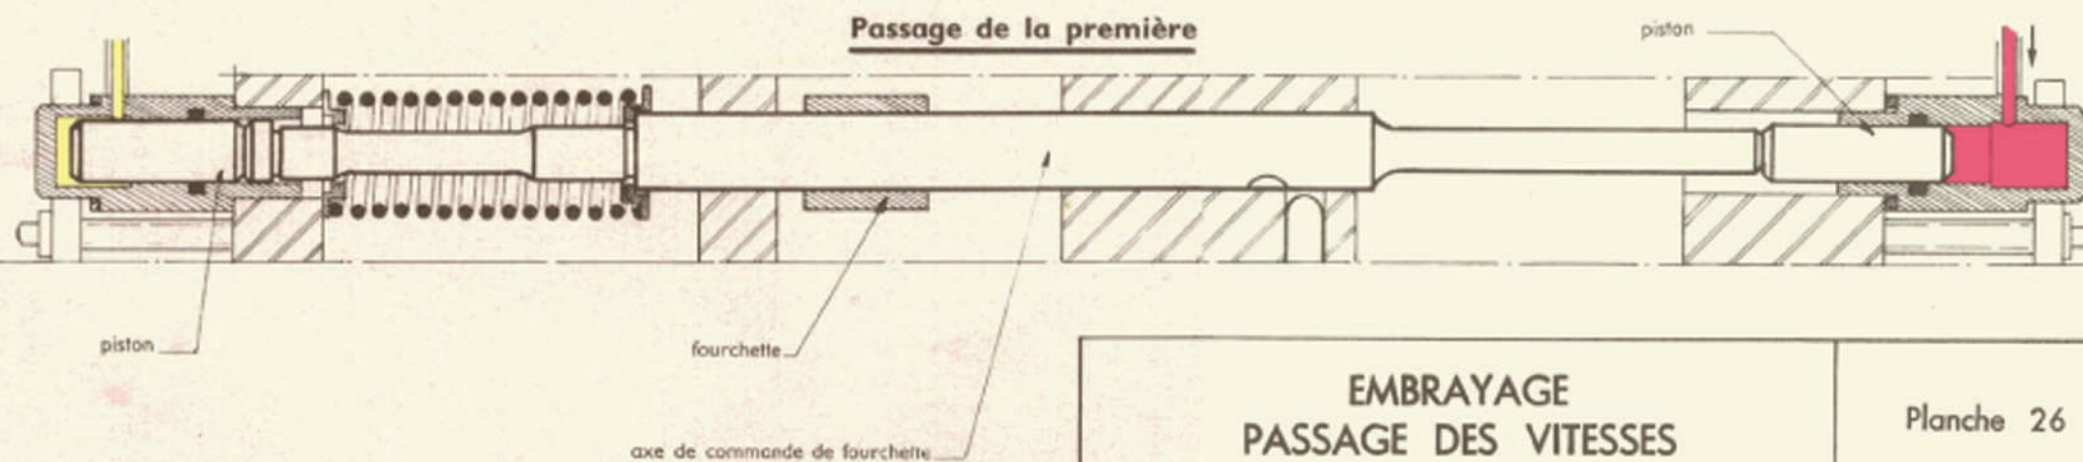 Passage de la première
piston
piston
fourchette
axe de commande de fourchette
EMBRAYAGE
PASSAGE DES VITESSES
Planche 26